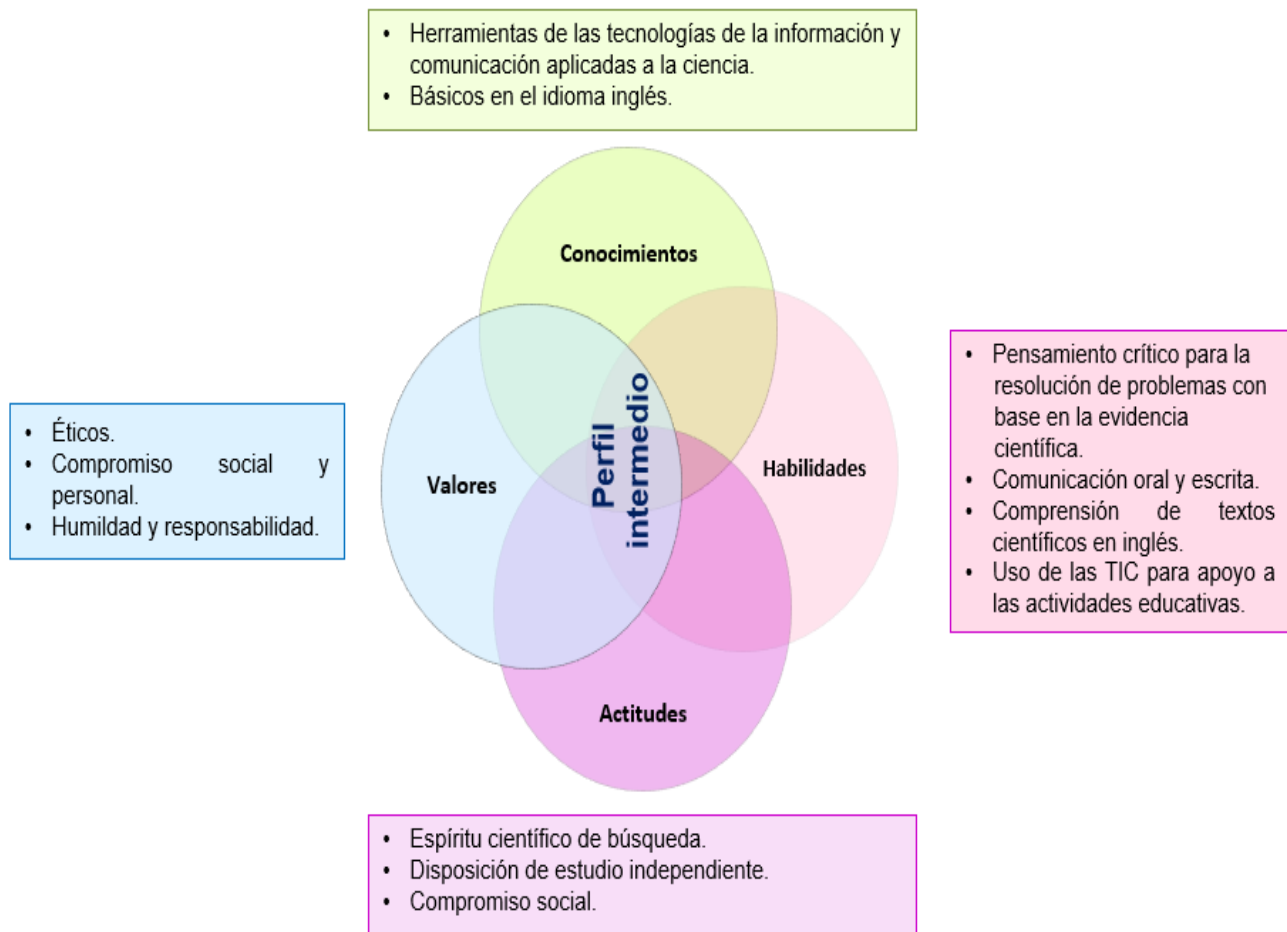 • Herramientas de las tecnologías de la información y
comunicación aplicadas a la ciencia.
• Básicos en el idioma inglés.
Conocimientos
• Éticos.
• Compromiso social y
personal.
• Humildad y responsabilidad.
Valores
Perfil
intermedio
Habilidades
• Pensamiento crítico para la
resolución de problemas con
base en la evidencia
científica.
• Comunicación oral y escrita.
• Comprensión de textos
científicos en inglés.
• Uso de las TIC para apoyo a
las actividades educativas.
Actitudes
• Espíritu científico de búsqueda.
• Disposición de estudio independiente.
• Compromiso social.